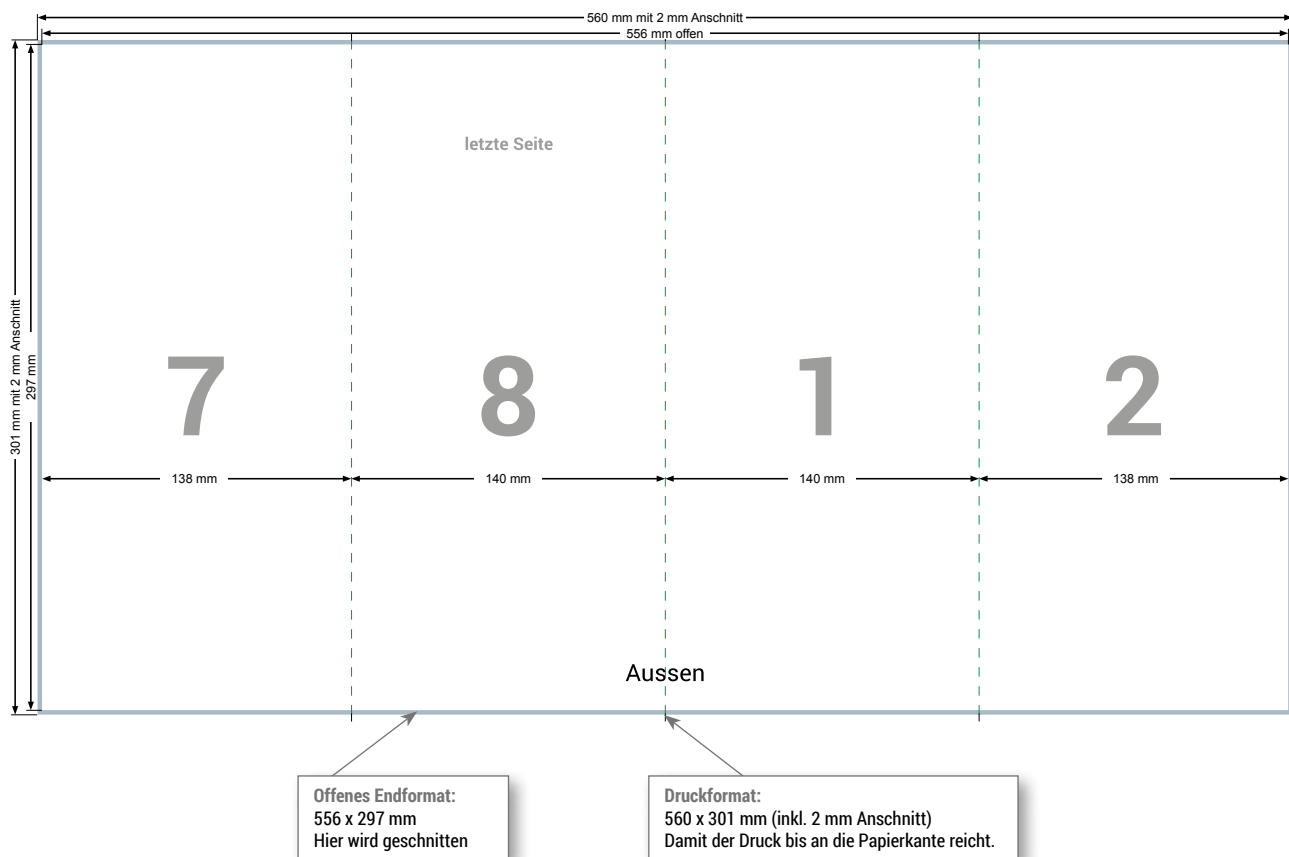 560 mm mit 2 mm Anschnitt
556 mm offen
301 mm mit 2 mm Anschnitt
297 mm
letzte Seite
7
8
1
2
138 mm
140 mm
140 mm
138 mm
Aussen
Offenes Endformat:
556 x 297 mm
Hier wird geschnitten
Druckformat:
560 x 301 mm (inkl. 2 mm Anschnitt)
Damit der Druck bis an die Papierkante reicht.